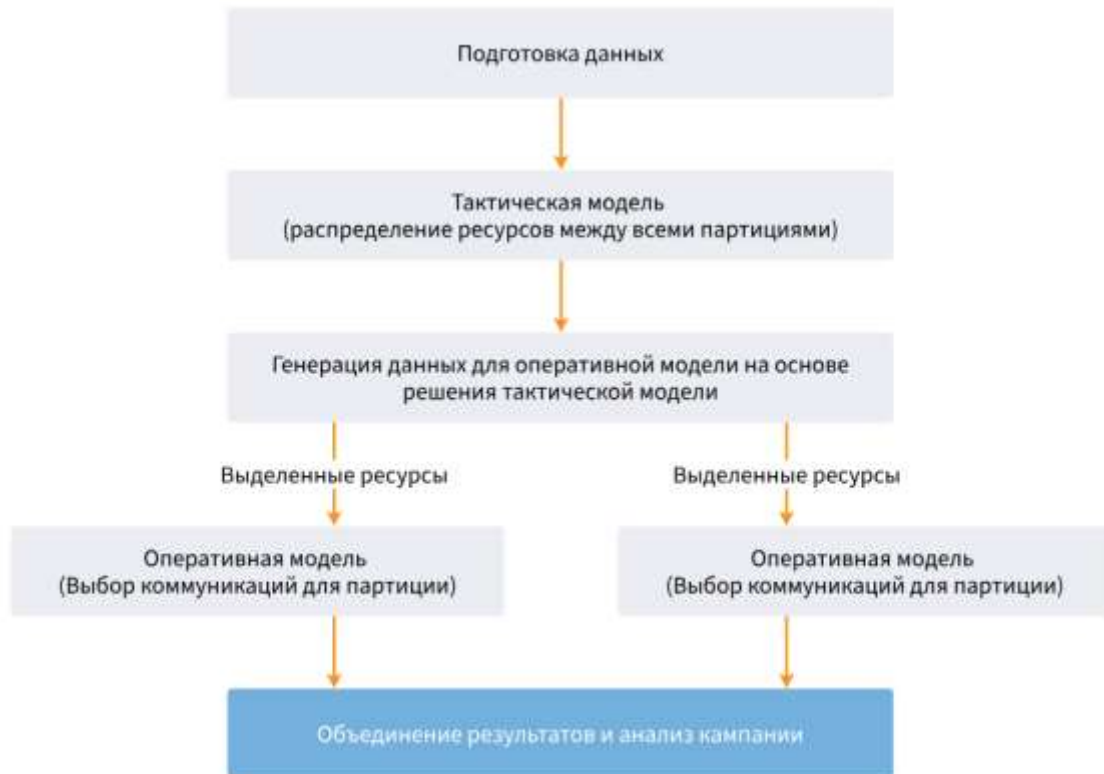 Подготовка данных
Тактическая модель
(распределение ресурсов между всеми партициями)
Генерация данных для оперативной модели на основе
решения тактической модели
Выделенные ресурсы
Выделенные ресурсы
Оперативная модель
(Выбор коммуникаций для партиции)
Оперативная модель
(Выбор коммуникаций для партиции)
Объединение результатов и анализ кампании